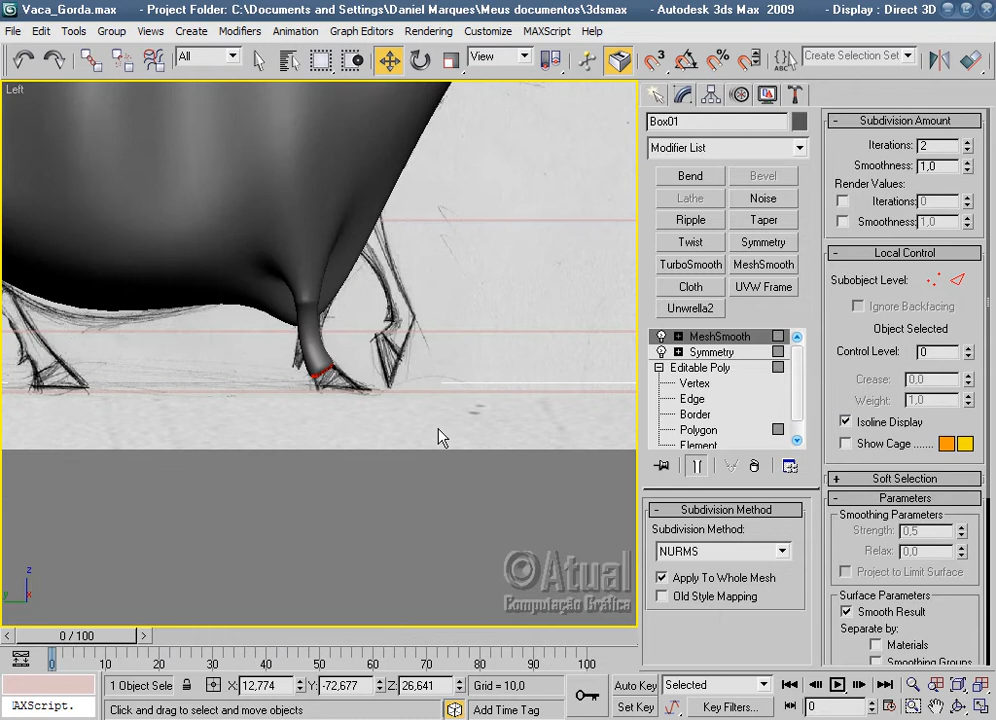 Vaca_Gorda.max - Project Folder: C:\Documents and Settings\Daniel Marques\Meus documentos\3dsmax - Autodesk 3ds Max 2009 - Display : Direct 3D
File Edit Tools Group Views Create Modifiers Animation Graph Editors Rendering Customize MAXScript Help
All View Create Selection Set
Left
Box01
Modifier List
Bend Bevel
Lathe Noise
Ripple Taper
Twist Symmetry
TurboSmooth MeshSmooth
Cloth UVW Frame
Unwrella2
MeshSmooth
Symmetry
Editable Poly
Vertex
Edge
Border
Polygon
Element
- Subdivision Method
Subdivision Method:
NURMS
Apply To Whole Mesh
Old Style Mapping
- Subdivision Amount
Iterations: 2
Smoothness: 1,0
Render Values:
Iterations: 0
Smoothness: 1,0
- Local Control
Subobject Level:
Ignore Backfacing
Object Selected
Control Level: 0
Crease: 0,0
Weight: 1,0
Isoline Display
Show Cage ......
+ Soft Selection
- Parameters
Smoothing Parameters
Strength: 0,5
Relax: 0,0
Project to Limit Surface
Surface Parameters
Smooth Result
Separate by:
Materials
Smoothing Groups
z
y x
©Atual
Computação Gráfica
< 0 / 100 >
0 10 20 30 40 50 60 70 80 90 100
1 Object Sele X: 12,774 Y: -72,677 Z: 26,641 Grid = 10,0 Auto Key Selected
AXScript. Click and drag to select and move objects Add Time Tag Set Key Key Filters... 0